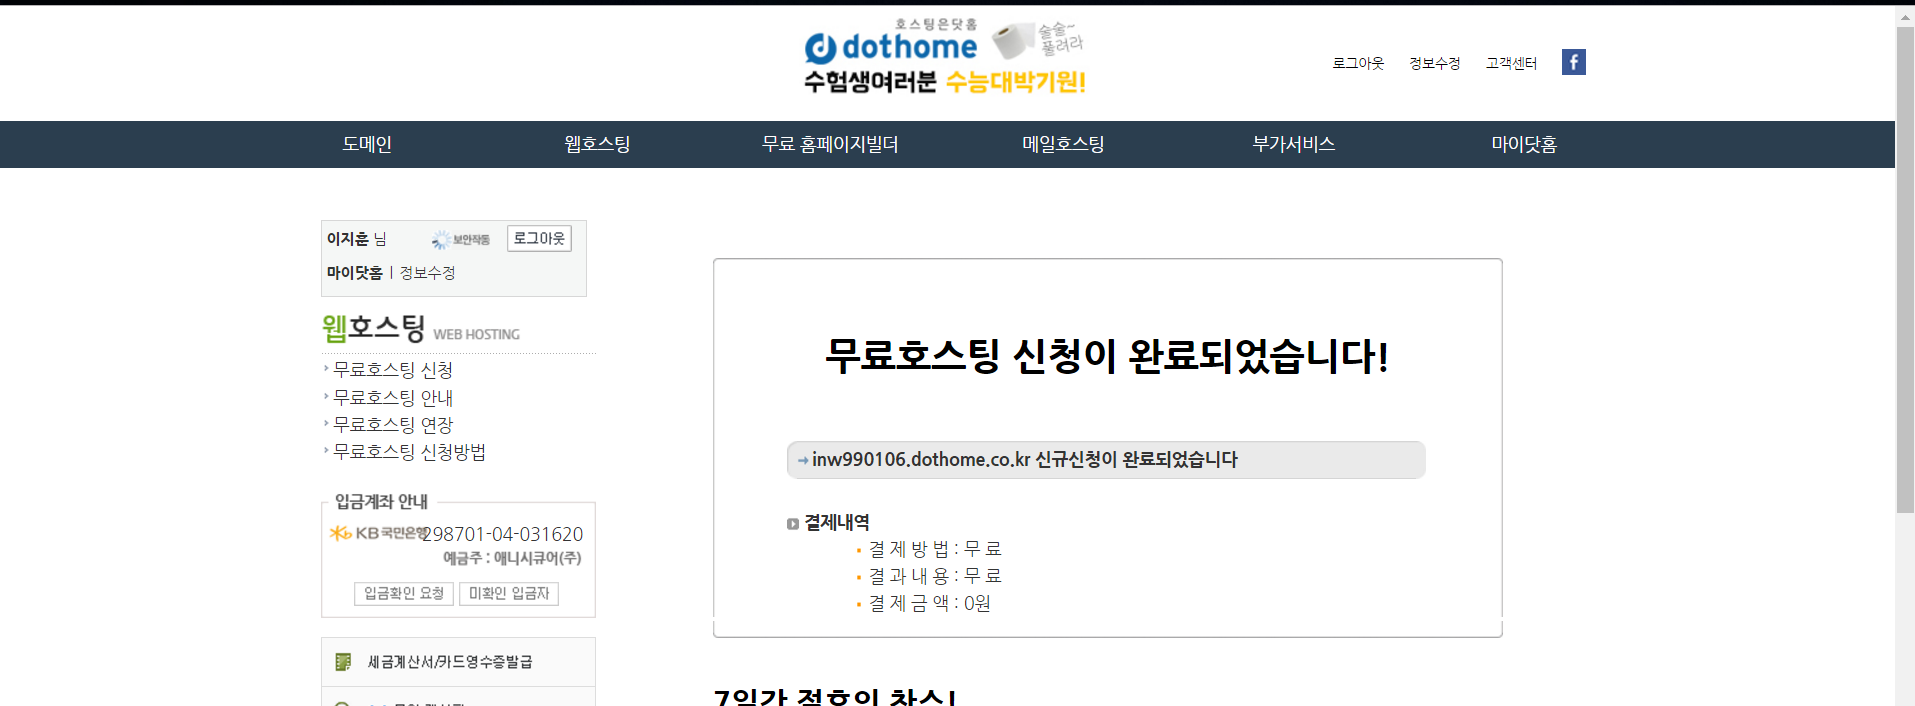 호스팅은닷홈
dothome
술술~
풀려라
수험생여러분 수능대박기원!
로그아웃 정보수정 고객센터
도메인 웹호스팅 무료 홈페이지빌더 메일호스팅 부가서비스 마이닷홈
이지훈 님 보안작동 로그아웃
마이닷홈 | 정보수정
웹호스팅 WEB HOSTING
무료호스팅 신청
무료호스팅 안내
무료호스팅 연장
무료호스팅 신청방법
입금계좌 안내
KB국민은행 298701-04-031620
예금주 : 애니시큐어(주)
입금확인 요청 미확인 입금자
세금계산서/카드영수증발급
무료호스팅 신청이 완료되었습니다!
inw990106.dothome.co.kr 신규신청이 완료되었습니다
결제내역
결 제 방 법 : 무 료
결 과 내 용 : 무 료
결 제 금 액 : 0원
7일간 절호의 찬스!